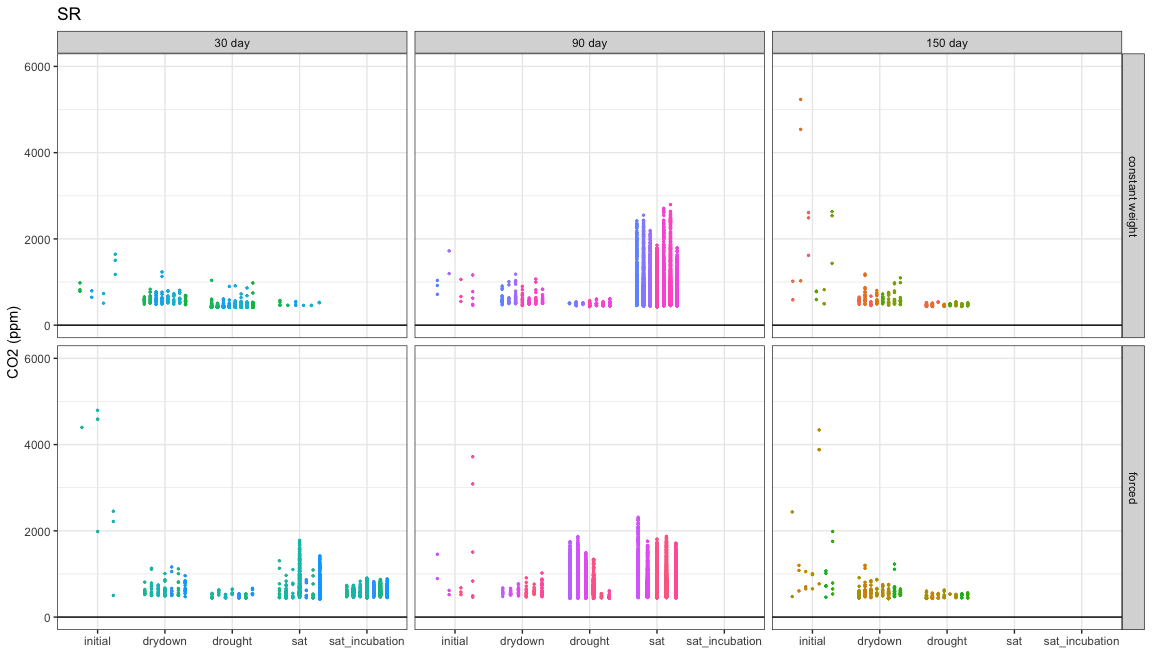 SR
30 day 90 day 150 day
6000
4000
2000
0
constant weight
CO2 (ppm)
6000
4000
2000
0
forced
initial drydown drought sat sat_incubation initial drydown drought sat sat_incubation initial drydown drought sat sat_incubation